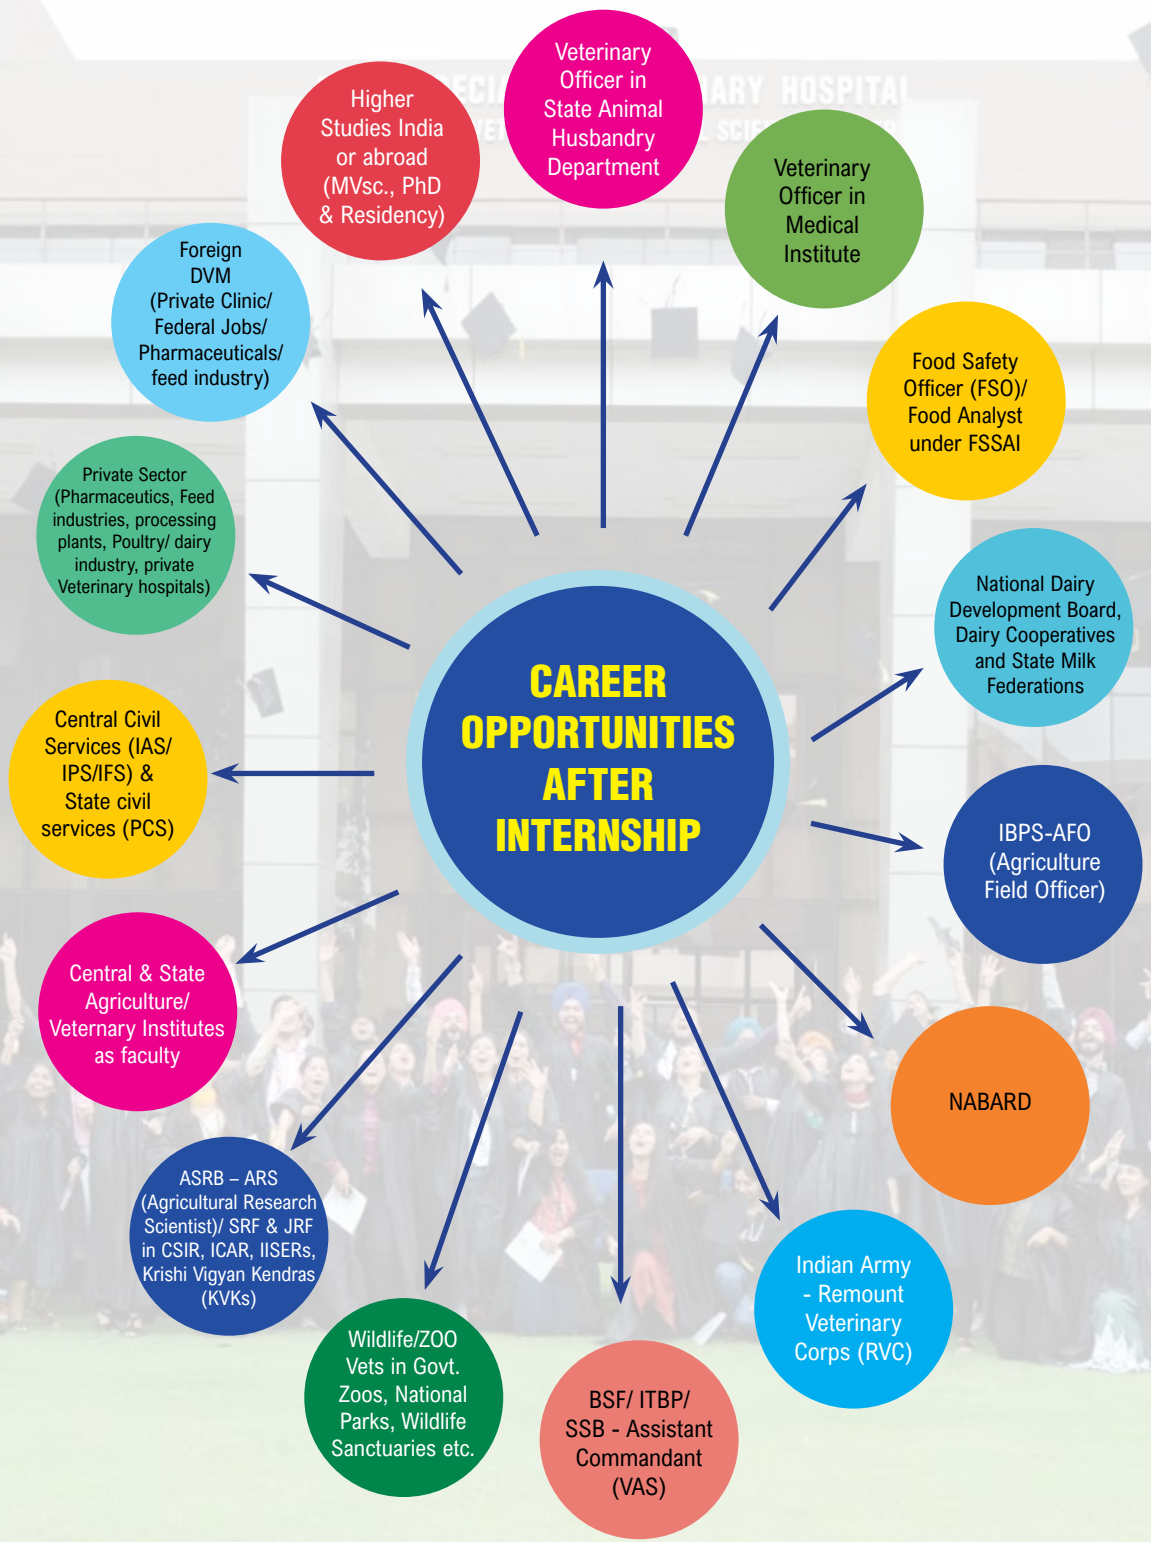 Veterinary
Officer in
State Animal
Husbandry
Department
Higher
Studies India
or abroad
(MVsc., PhD
& Residency)
Veterinary
Officer in
Medical
Institute
ARY HOSPITAL
Foreign
DVM
(Private Clinic/
Federal Jobs/
Pharmaceuticals/
feed industry)
Food Safety
Officer (FSO)/
Food Analyst
under FSSAI
Private Sector
(Pharmaceutics, Feed
industries, processing
plants, Poultry/ dairy
industry, private
Veterinary hospitals)
National Dairy
Development Board,
Dairy Cooperatives
and State Milk
Federations
CAREER
OPPORTUNITIES
AFTER
INTERNSHIP
Central Civil
Services (IAS/
IPS/IFS) &
State civil
services (PCS)
IBPS-AFO
(Agriculture
Field Officer)
Central & State
Agriculture/
Veternary Institutes
as faculty
NABARD
ASRB – ARS
(Agricultural Research
Scientist)/ SRF & JRF
in CSIR, ICAR, IISERs,
Krishi Vigyan Kendras
(KVKs)
Indian Army
- Remount
Veterinary
Corps (RVC)
Wildlife/ZOO
Vets in Govt.
Zoos, National
Parks, Wildlife
Sanctuaries etc.
BSF/ ITBP/
SSB - Assistant
Commandant
(VAS)